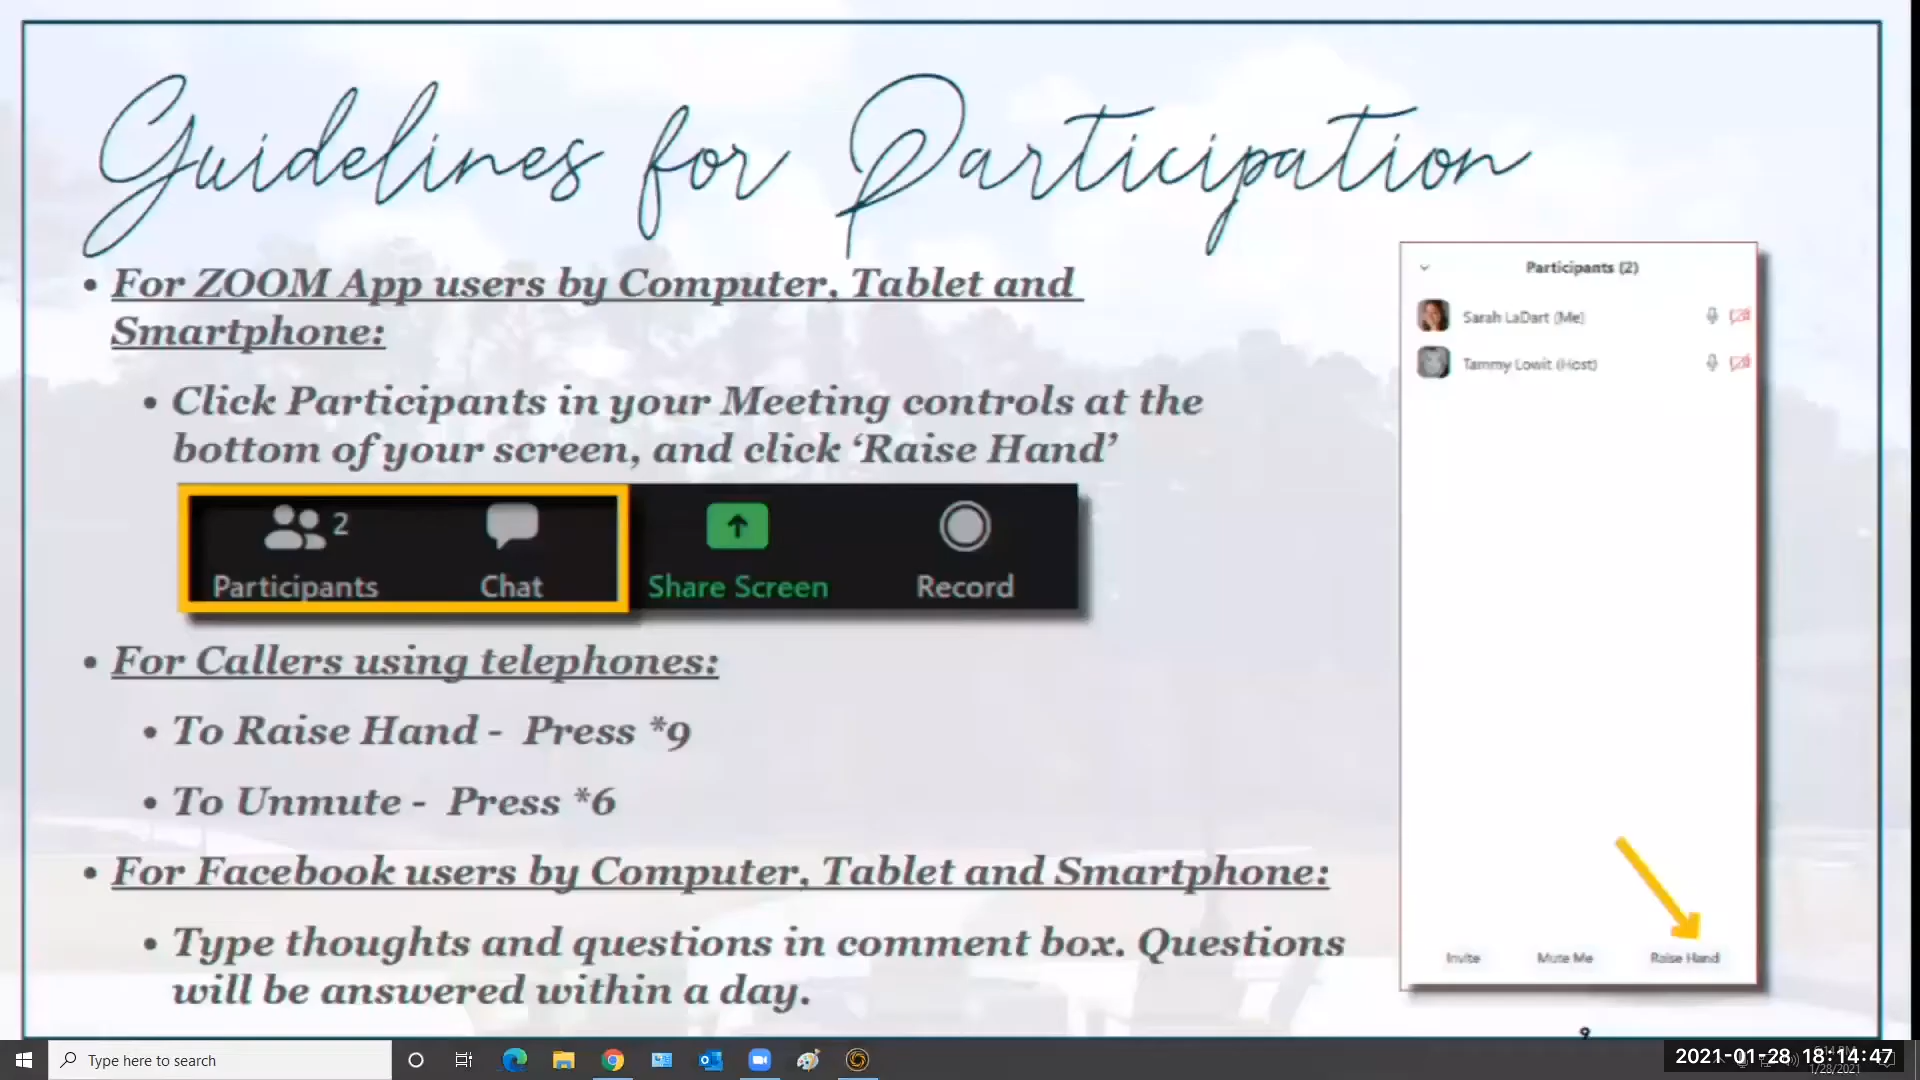 Guidelines for Participation
• For ZOOM App users by Computer, Tablet and
Smartphone:
• Click Participants in your Meeting controls at the
bottom of your screen, and click ‘Raise Hand’
2
Participants Chat Share Screen Record
• For Callers using telephones:
• To Raise Hand - Press *9
• To Unmute - Press *6
• For Facebook users by Computer, Tablet and Smartphone:
• Type thoughts and questions in comment box. Questions
will be answered within a day.
Participants (2)
Sarah LaDart (Me)
Tammy Lowit (Host)
Invite Mute Me Raise Hand
9
Type here to search
2021-01-28 18:14:47
1/28/2021